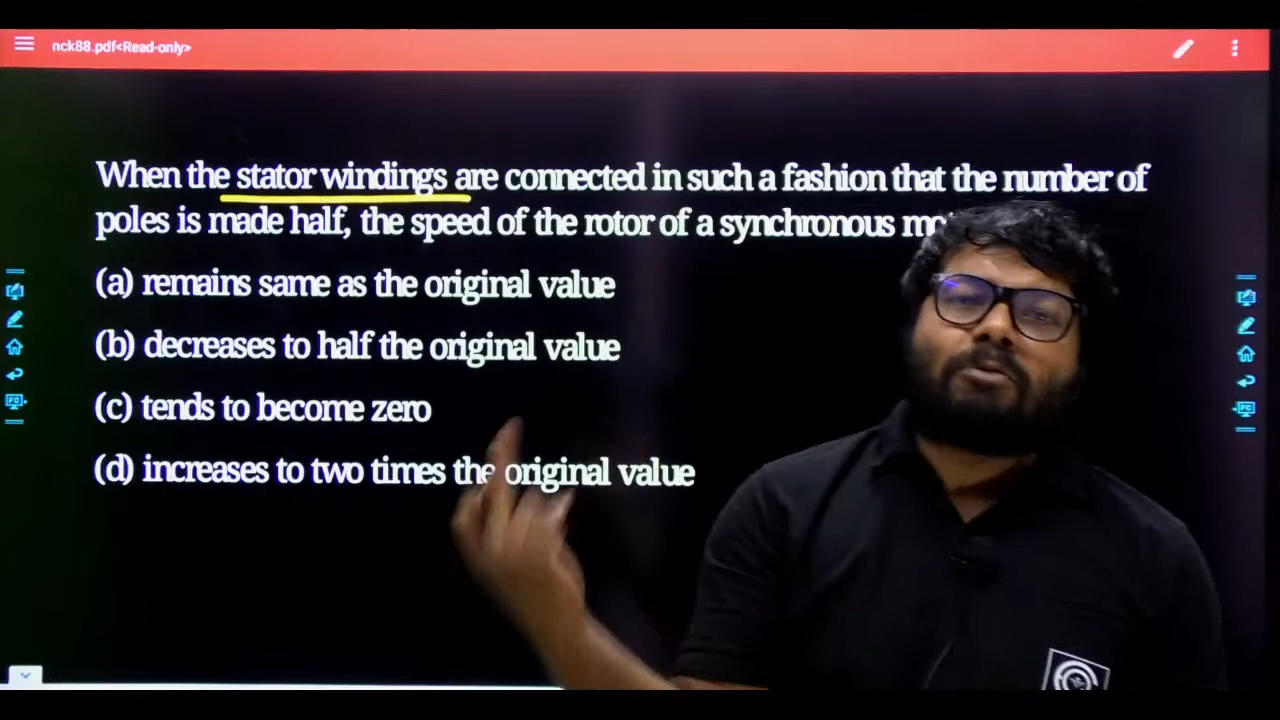 nck88.pdf<Read-only>
When the stator windings are connected in such a fashion that the number of
poles is made half, the speed of the rotor of a synchronous
(a) remains same as the original value
(b) decreases to half the original value
(c) tends to become zero
(d) increases to two times the original value